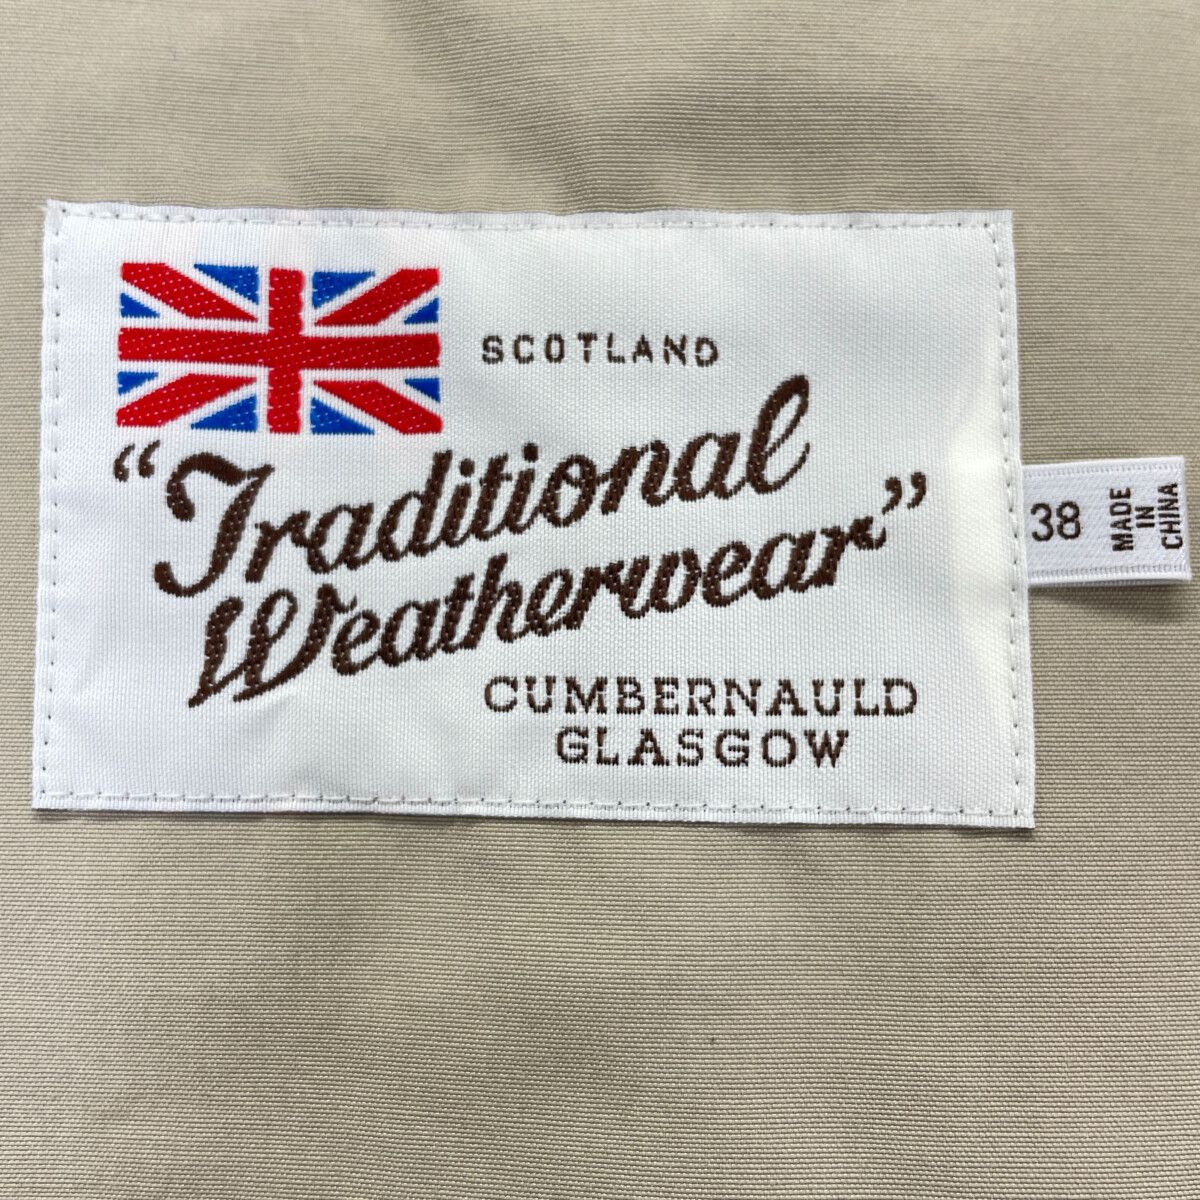 SCOTLAND
“Traditional
Weatherwear”
CUMBERNAULD
GLASGOW
38
MADE
IN
CHINA